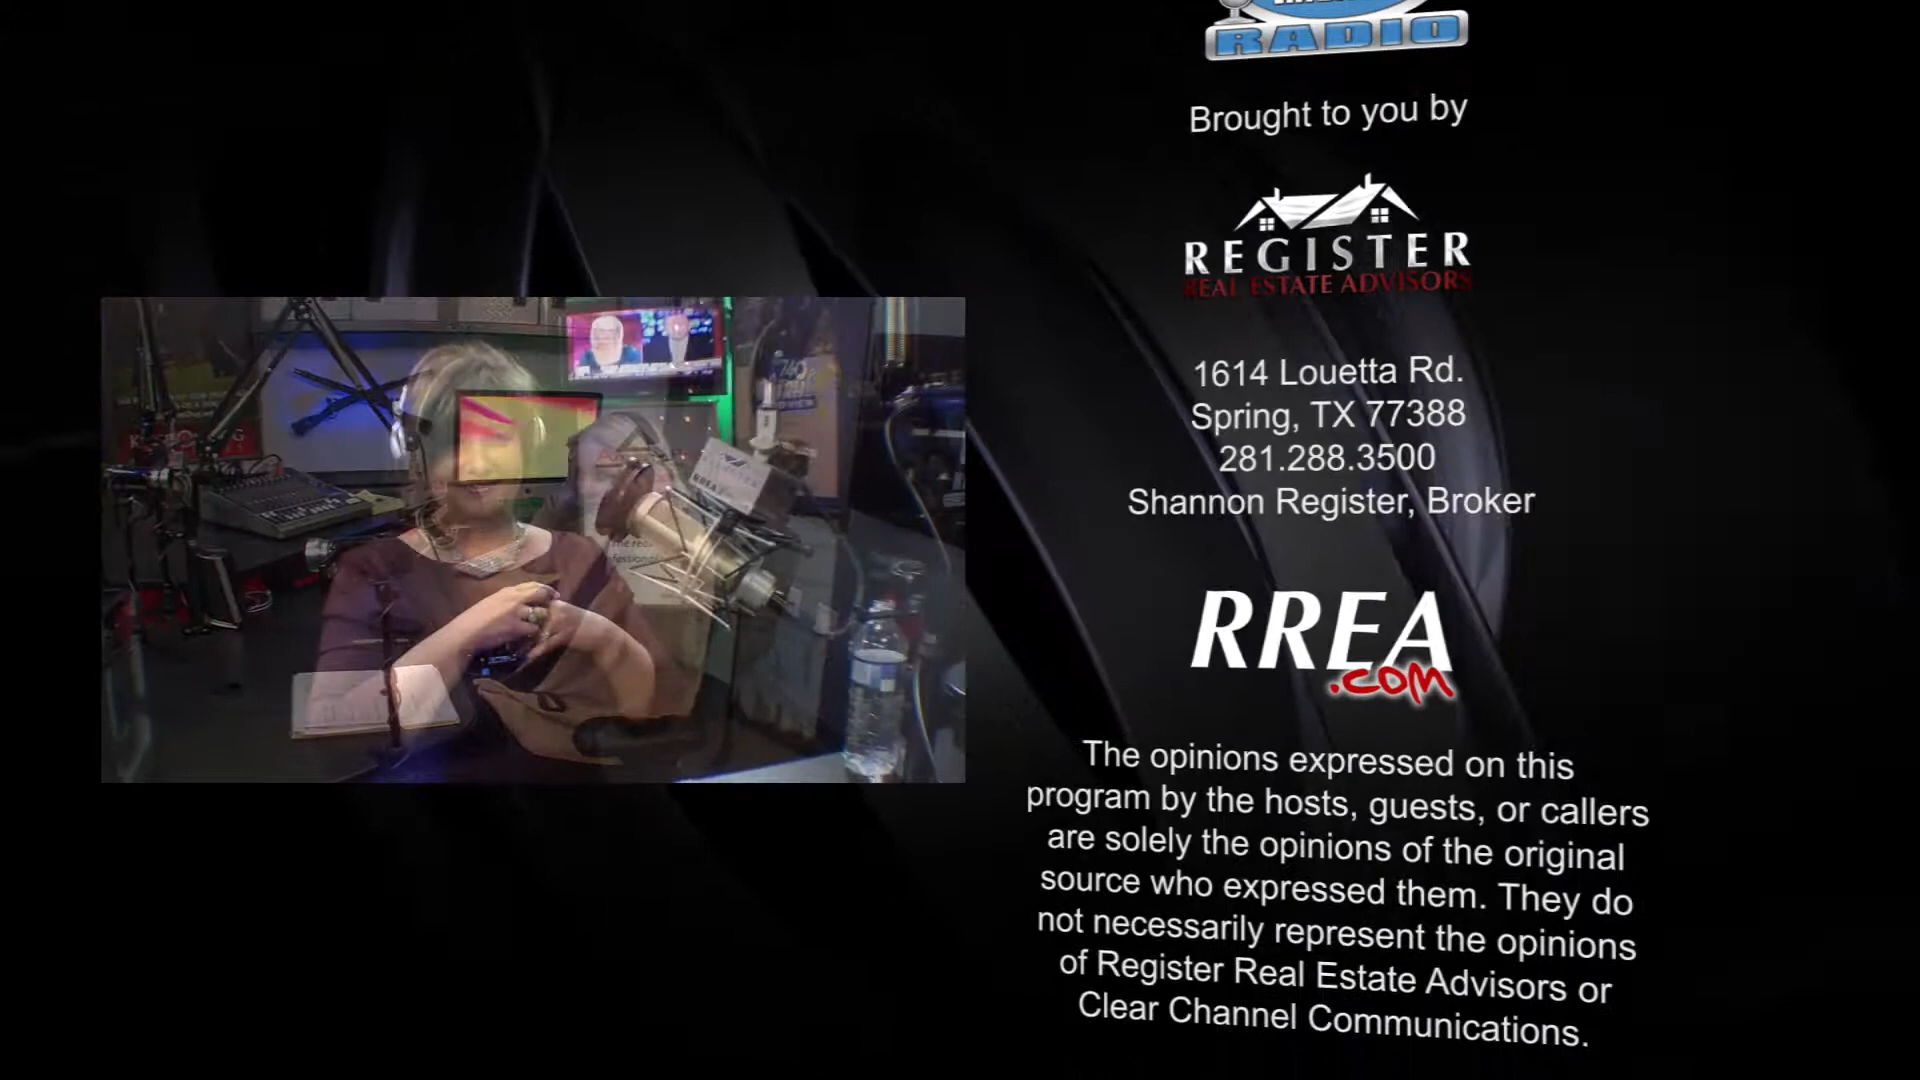 RADIO
Brought to you by
REGISTER
REAL ESTATE ADVISORS
1614 Louetta Rd.
Spring, TX 77388
281.288.3500
Shannon Register, Broker
RREA
.com
The opinions expressed on this
program by the hosts, guests, or callers
are solely the opinions of the original
source who expressed them. They do
not necessarily represent the opinions
of Register Real Estate Advisors or
Clear Channel Communications.
740
RREA